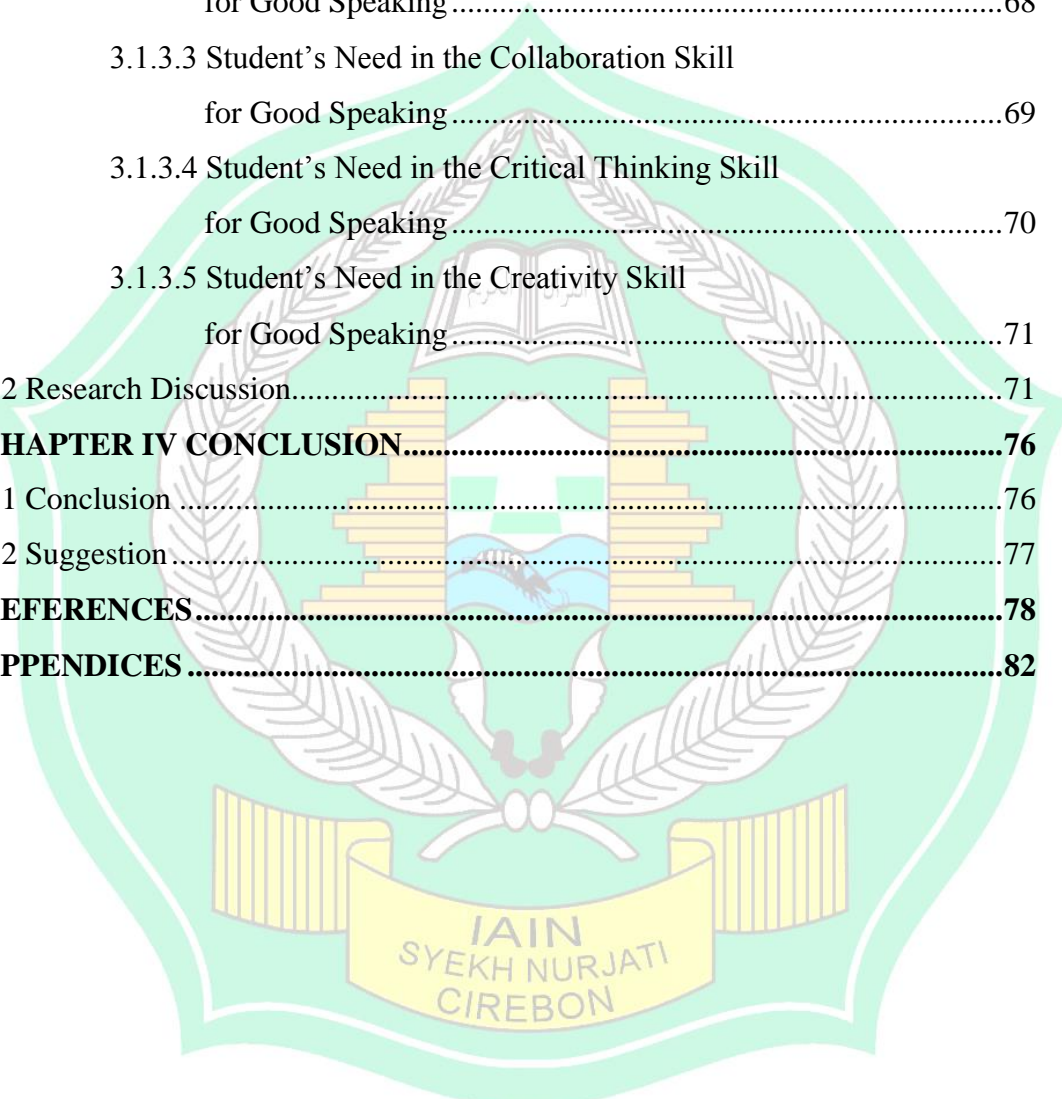 for Good Speaking....................................................................68
3.1.3.3 Student's Need in the Collaboration Skill
for Good Speaking....................................................................69
3.1.3.4 Student's Need in the Critical Thinking Skill
for Good Speaking....................................................................70
3.1.3.5 Student's Need in the Creativity Skill
for Good Speaking....................................................................71
2 Research Discussion.........................................................................................71
HAPTER IV CONCLUSION.........................................................................76
1 Conclusion ......................................................................................................76
2 Suggestion.......................................................................................................77
EFERENCES....................................................................................................78
PPENDICES ....................................................................................................82
IAIN
SYEKH NURJATI
CIREBON